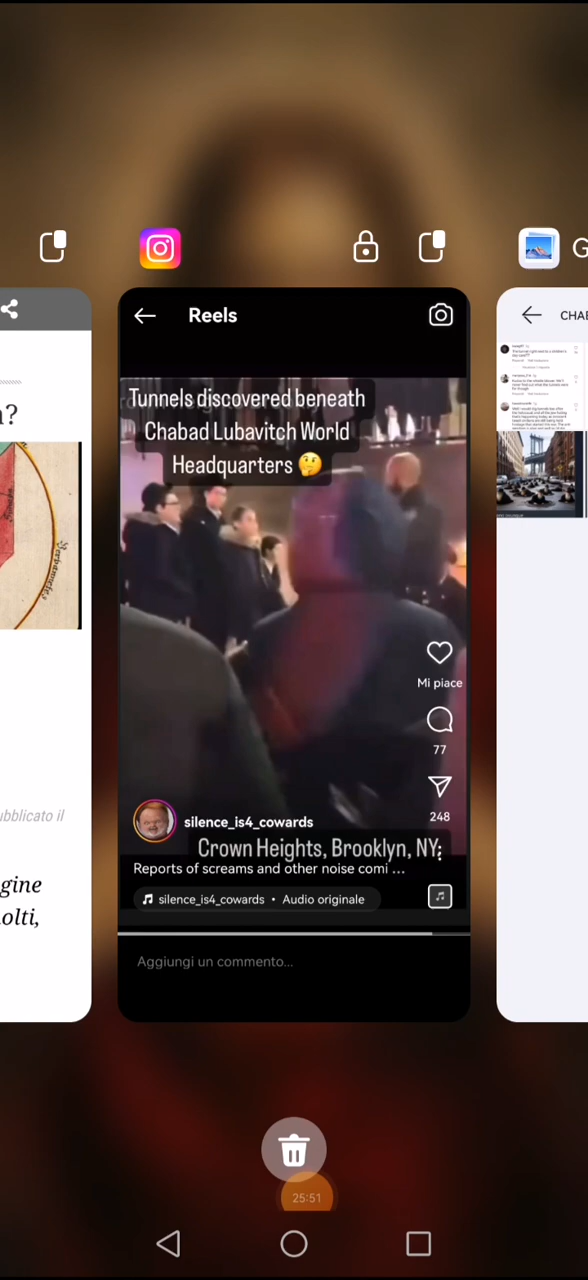 G
Reels
CHAB
a?
Tunnels discovered beneath
Chabad Lubavitch World
Headquarters 🤔
Mi piace
77
ubblicato il
248
silence_is4_cowards
Crown Heights, Brooklyn, NY
Reports of screams and other noise comi ...
gine
silence_is4_cowards • Audio originale
olti,
Aggiungi un commento...
25:51